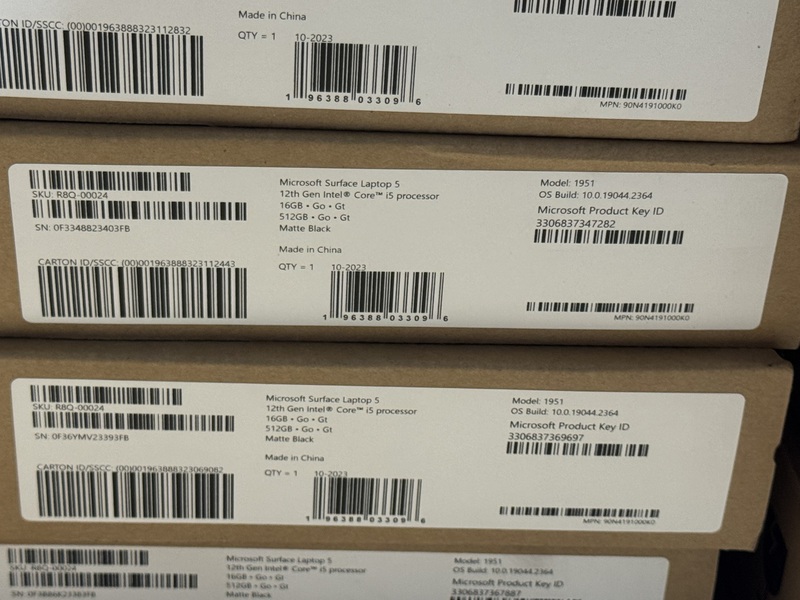 TON ID/SSCC: (00)001963888323112832
Made in China
QTY = 1 10-2023
1 96388 03309 6
MPN: 90N4191000K0
SKU: R8Q-00024
SN: 0F3348823403FB
CARTON ID/SSCC: (00)001963888323112443
Microsoft Surface Laptop 5
12th Gen Intel® Core™ i5 processor
16GB • Go • Gt
512GB • Go • Gt
Matte Black
Made in China
QTY = 1 10-2023
1 96388 03309 6
Model: 1951
OS Build: 10.0.19044.2364
Microsoft Product Key ID
3306837347282
MPN: 90N4191000K0
SKU: R8Q-00024
SN: 0F36YMV23393FB
CARTON ID/SSCC: (00)001963888323069082
Microsoft Surface Laptop 5
12th Gen Intel® Core™ i5 processor
16GB • Go • Gt
512GB • Go • Gt
Matte Black
Made in China
QTY = 1 10-2023
1 96388 03309 6
Model: 1951
OS Build: 10.0.19044.2364
Microsoft Product Key ID
3306837369697
MPN: 90N4191000K0
SKU: R8Q-00024
Microsoft Surface Laptop 5
12th Gen Intel® Core™ i5 processor
16GB • Go • Gt
512GB • Go • Gt
Matte Black
Model: 1951
OS Build: 10.0.19044.2364
Microsoft Product Key ID
3306837367887